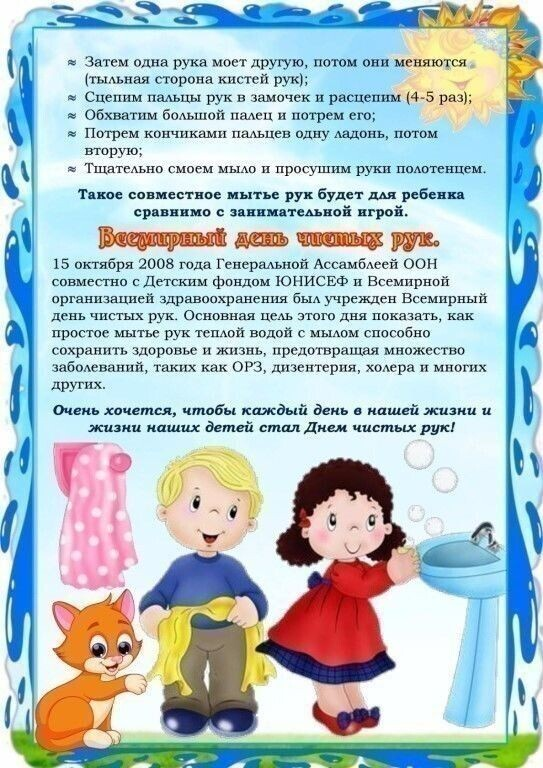 ≈ Затем одна рука моет другую, потом они меняются
(тыльная сторона кистей рук);
≈ Сцепим пальцы рук в замочек и расцепим (4-5 раз);
≈ Обхватим большой палец и потрем его;
≈ Потрем кончиками пальцев одну ладонь, потом
вторую;
≈ Тщательно смоем мыло и просушим руки полотенцем.
Такое совместное мытье рук будет для ребенка
сравнимо с занимательной игрой.
Всемирный день чистых рук.
15 октября 2008 года Генеральной Ассамблеей ООН
совместно с Детским фондом ЮНИСЕФ и Всемирной
организацией здравоохранения был учрежден Всемирный
день чистых рук. Основная цель этого дня показать, как
простое мытье рук теплой водой с мылом способно
сохранить здоровье и жизнь, предотвращая множество
заболеваний, таких как ОРЗ, дизентерия, холера и многих
других.
Очень хочется, чтобы каждый день в нашей жизни и
жизни наших детей стал Днем чистых рук!